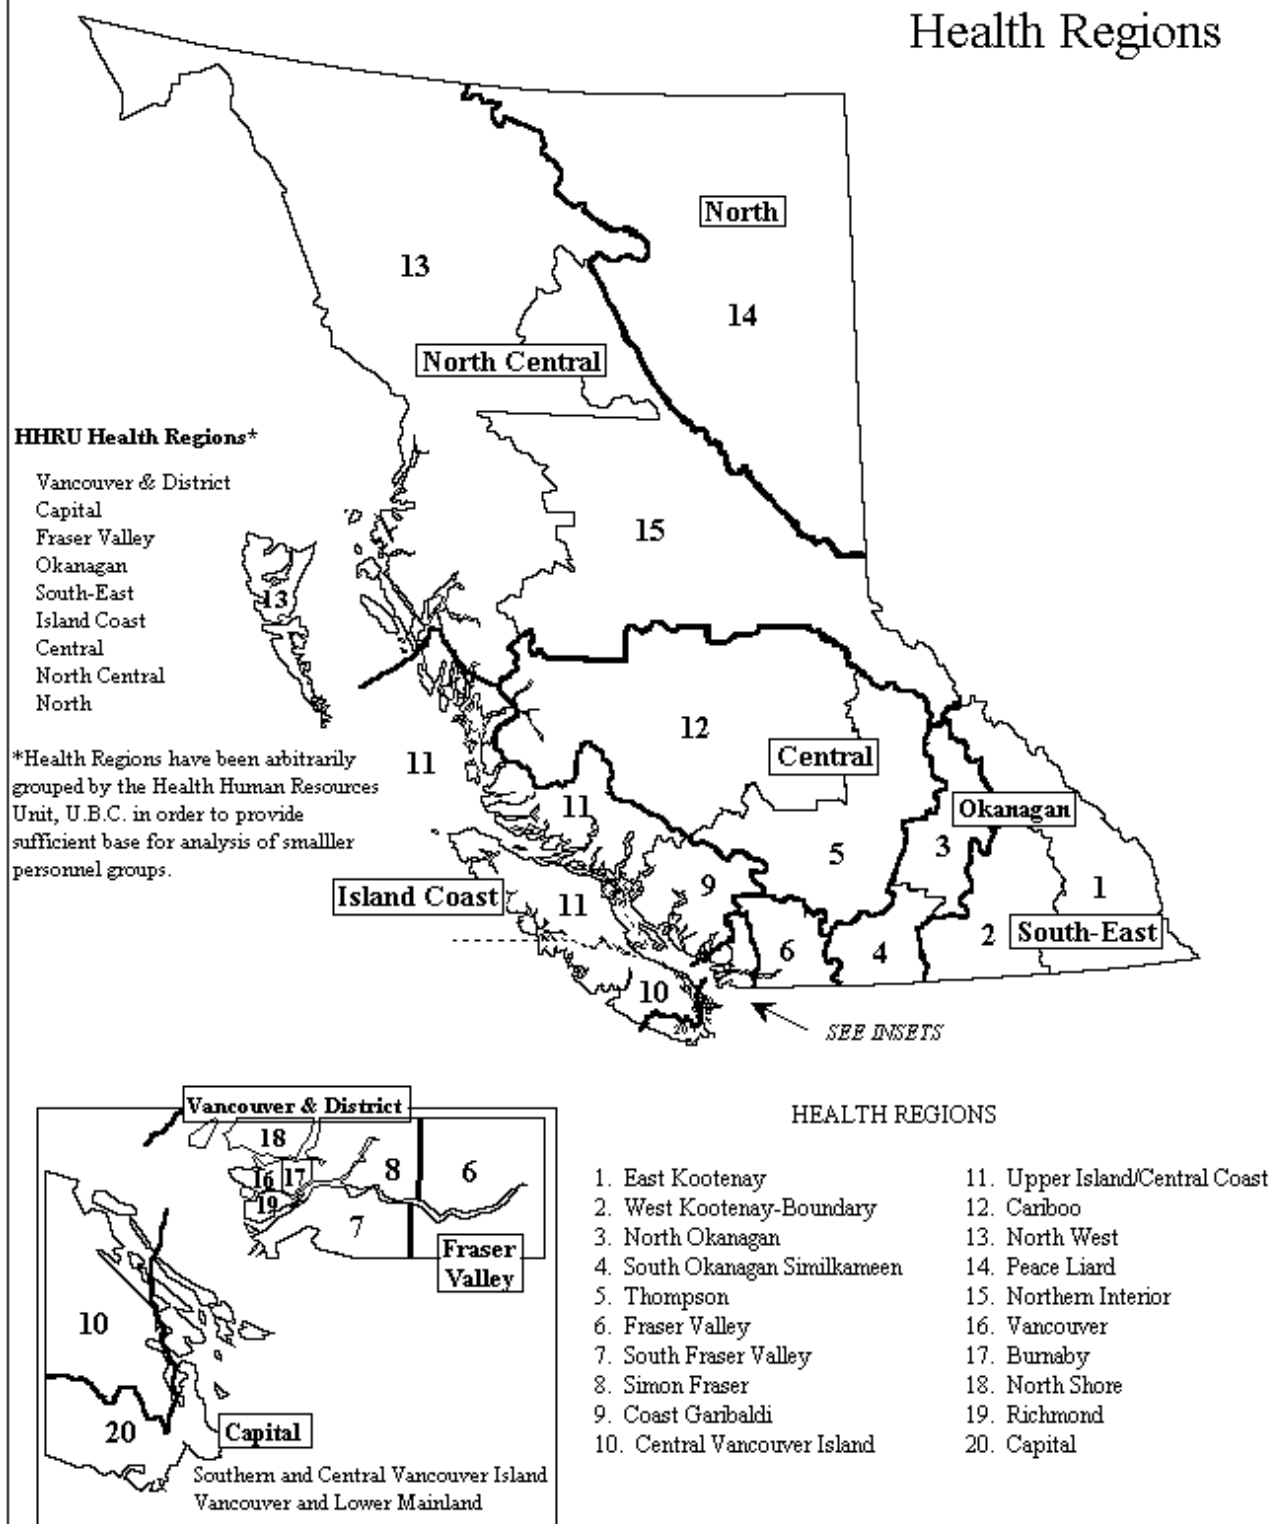 Health Regions
North
13
14
North Central
HHRU Health Regions*
Vancouver & District
Capital
Fraser Valley
Okanagan
South-East
Island Coast
Central
North Central
North
15
13
12
Central
11
*Health Regions have been arbitrarily
grouped by the Health Human Resources
Unit, U.B.C. in order to provide
sufficient base for analysis of smalller
personnel groups.
11
Okanagan
3
5
1
9
Island Coast
11
2
South-East
6
4
10
20
SEE INSETS
Vancouver & District
18
16
17
8
6
19
7
Fraser
Valley
10
20
Capital
Southern and Central Vancouver Island
Vancouver and Lower Mainland
HEALTH REGIONS
1. East Kootenay
2. West Kootenay-Boundary
3. North Okanagan
4. South Okanagan Similkameen
5. Thompson
6. Fraser Valley
7. South Fraser Valley
8. Simon Fraser
9. Coast Garibaldi
10. Central Vancouver Island
11. Upper Island/Central Coast
12. Cariboo
13. North West
14. Peace Liard
15. Northern Interior
16. Vancouver
17. Burnaby
18. North Shore
19. Richmond
20. Capital